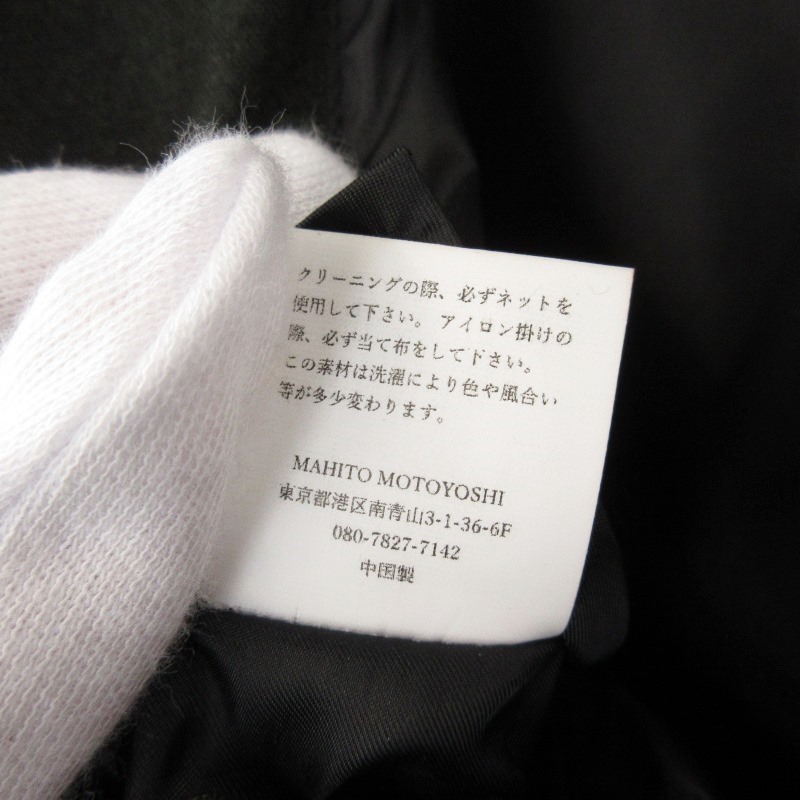 クリーニングの際、必ずネットを
使用して下さい。アイロン掛けの
際、必ず当て布をして下さい。
この素材は洗濯により色や風合い
等が多少変わります。
MAHITO MOTOYOSHI
東京都港区南青山3-1-36-6F
080-7827-7142
中国製